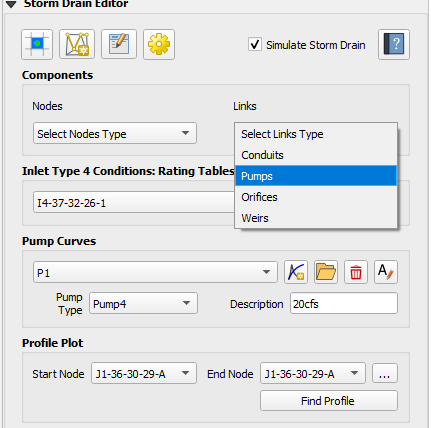 Storm Drain Editor
Simulate Storm Drain ?
Components
Nodes Links
Select Nodes Type Select Links Type
Conduits
Inlet Type 4 Conditions: Rating Tables Pumps
I4-37-32-26-1 Orifices
Weirs
Pump Curves
P1
Pump Type Pump4 Description 20cfs
Profile Plot
Start Node J1-36-30-29-A End Node J1-36-30-29-A ...
Find Profile